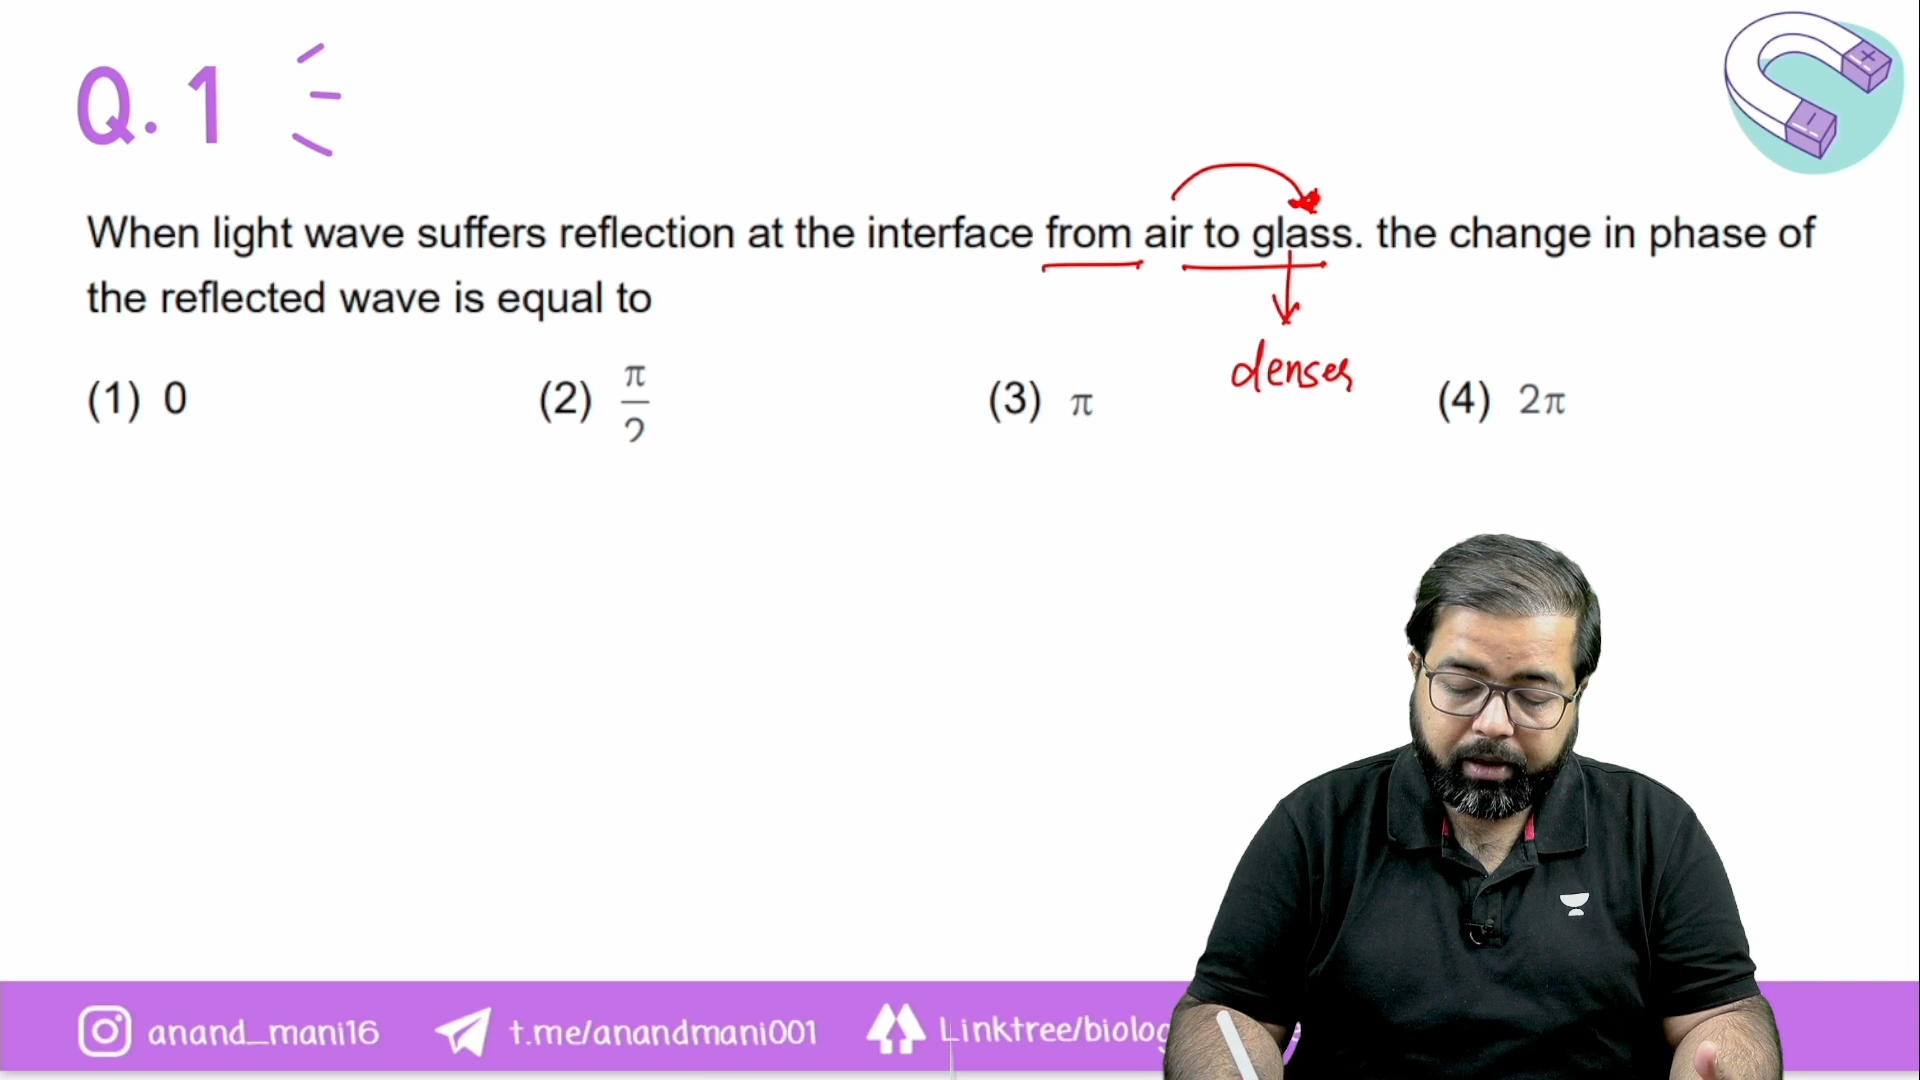 Q. 1
When light wave suffers reflection at the interface from air to glass. the change in phase of
the reflected wave is equal to
denser
(1) 0
(2) π/2
(3) π
(4) 2π
anand_mani16
t.me/anandmani001
Linktree/biolog